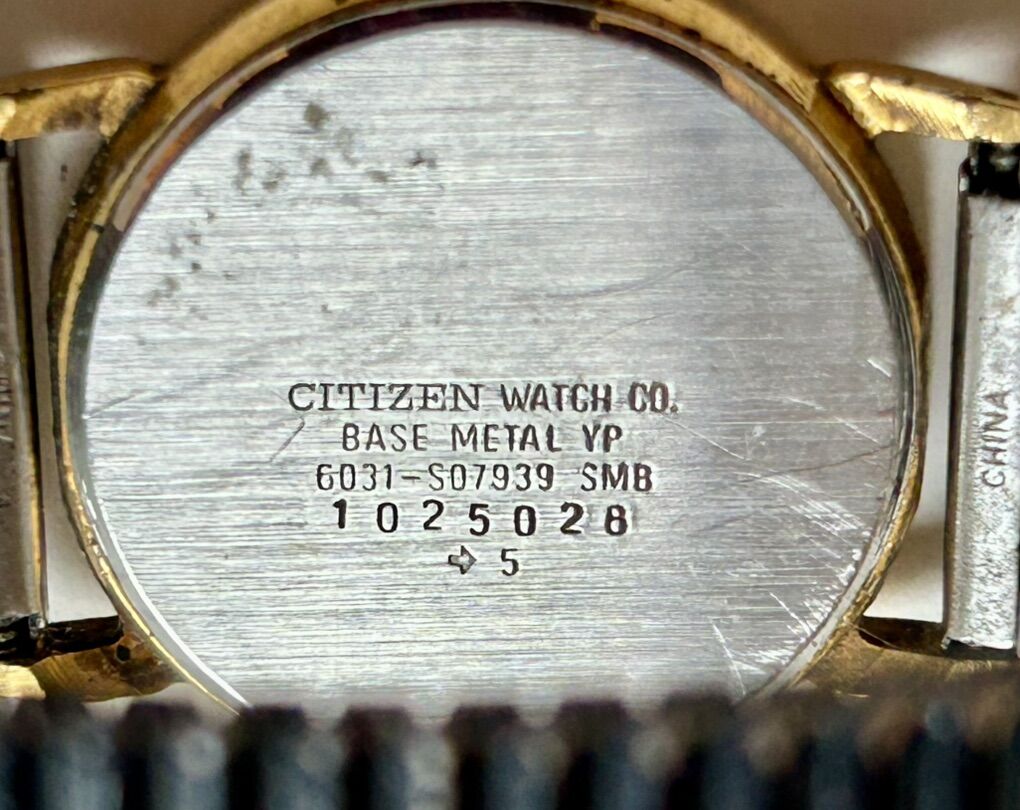 CITIZEN WATCH CO.
BASE METAL YP
6031-S07939 SMB
1025028
➩ 5
CHINA